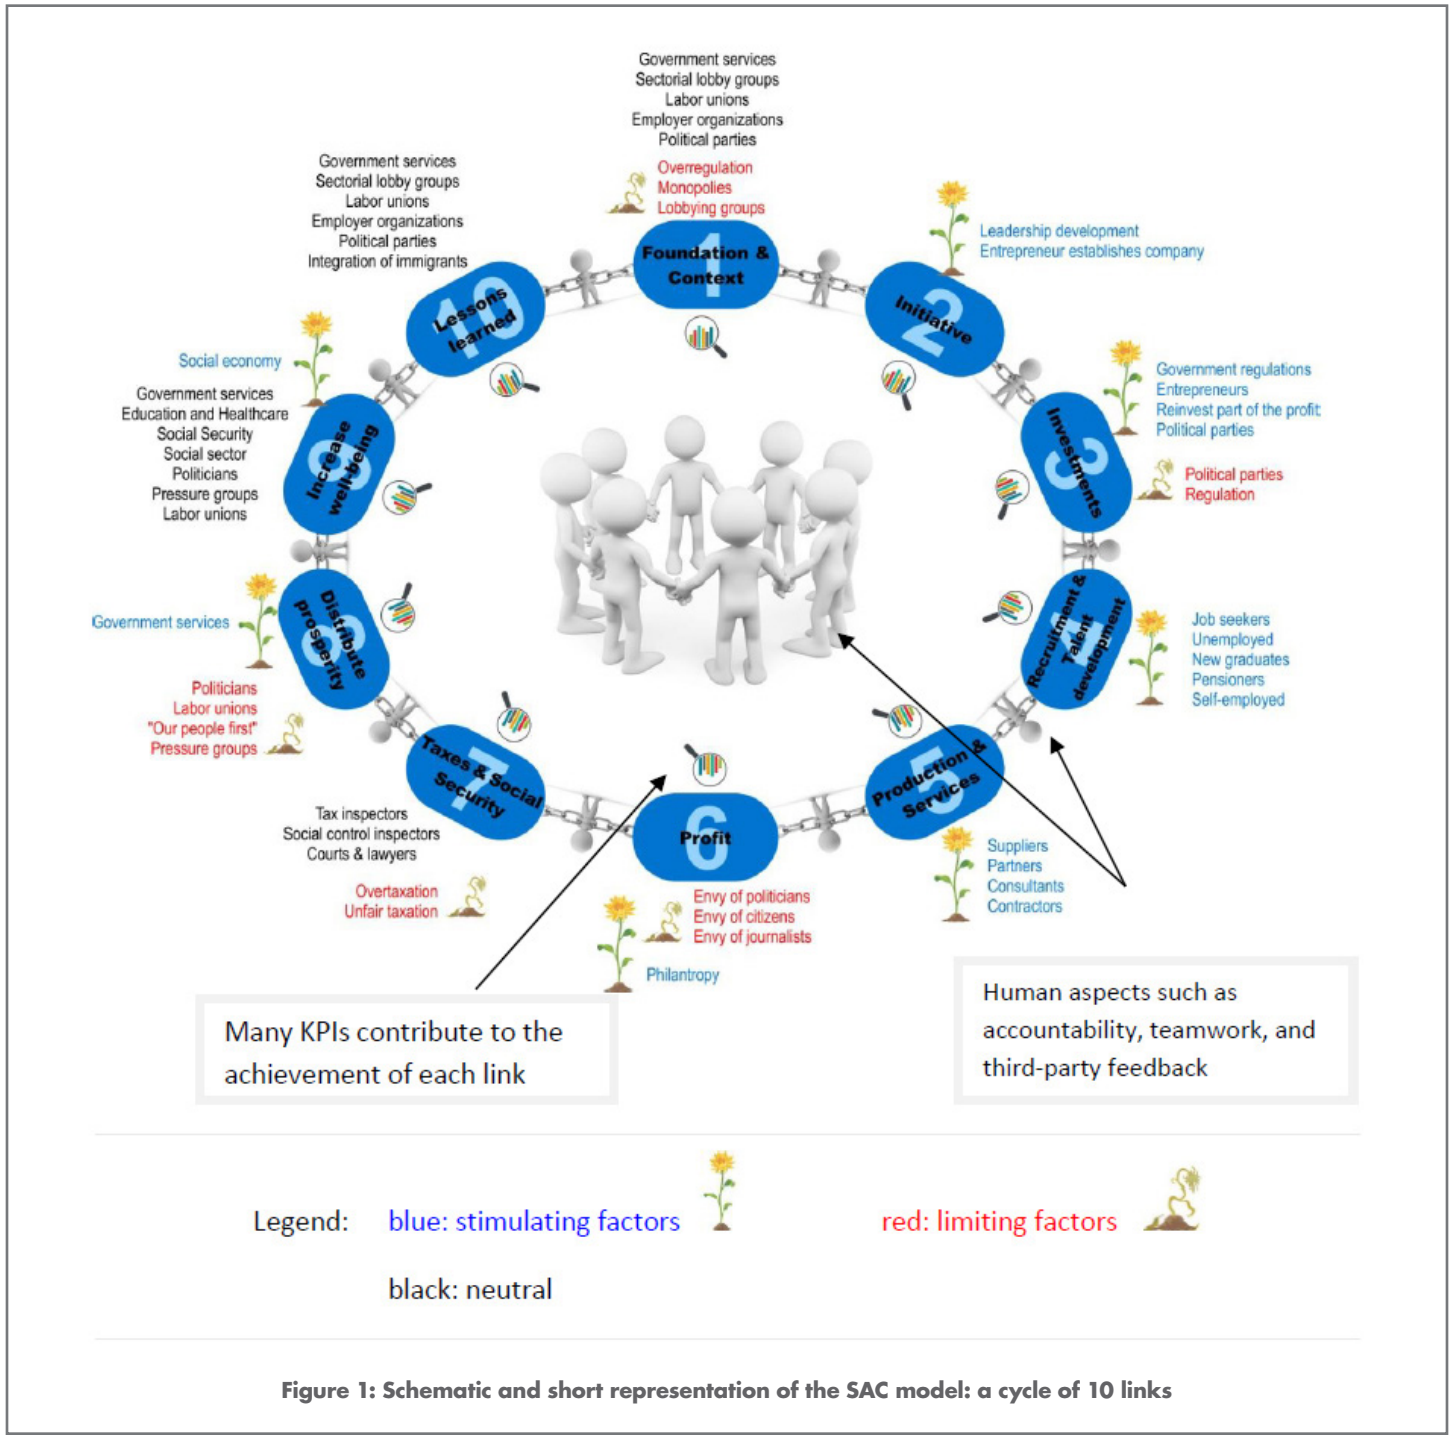 Government services
Sectorial lobby groups
Labor unions
Employer organizations
Political parties
Overregulation
Monopolies
Lobbying groups
1
Foundation &
Context
Leadership development
Entrepreneur establishes company
2
Initiative
Government regulations
Entrepreneurs
Reinvest part of the profit
Political parties
Political parties
Regulation
3
Investments
Job seekers
Unemployed
New graduates
Pensioners
Self-employed
4
Recruitment &
Talent
development
5
Production &
Services
Suppliers
Partners
Consultants
Contractors
6
Profit
Envy of politicians
Envy of citizens
Envy of journalists
Philantropy
7
Taxes & Social
Security
Tax inspectors
Social control inspectors
Courts & lawyers
Overtaxation
Unfair taxation
8
Distribute
prosperity
Government services
Politicians
Labor unions
"Our people first"
Pressure groups
9
Increase
well-being
Social economy
Government services
Education and Healthcare
Social Security
Social sector
Politicians
Pressure groups
Labor unions
10
Lessons
learned
Government services
Sectorial lobby groups
Labor unions
Employer organizations
Political parties
Integration of immigrants
Many KPIs contribute to the
achievement of each link
Human aspects such as
accountability, teamwork, and
third-party feedback
Legend: blue: stimulating factors red: limiting factors
black: neutral
Figure 1: Schematic and short representation of the SAC model: a cycle of 10 links